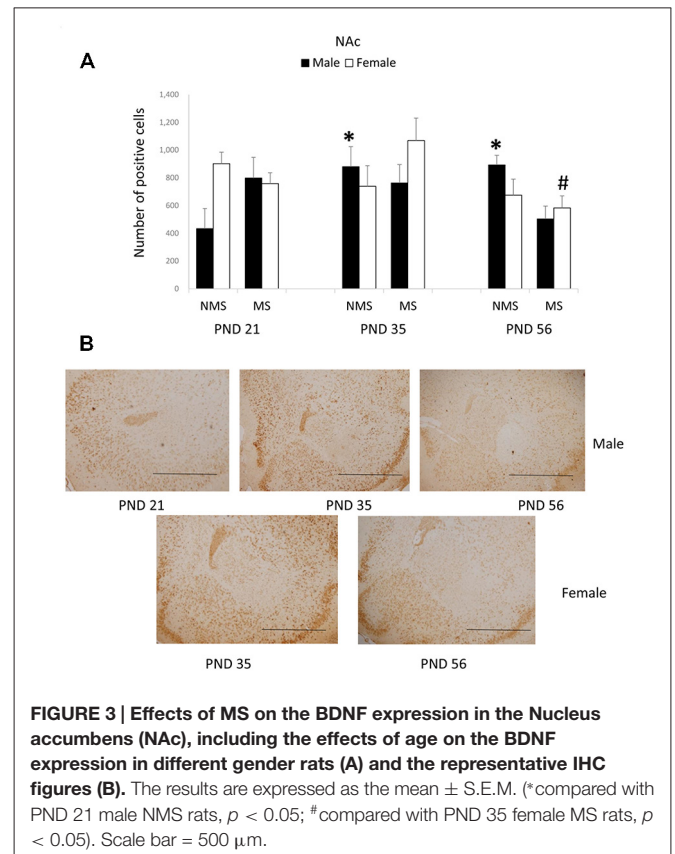 NAc
A
■ Male □ Female
Number of positive cells
1,400
1,200
1,000
800
600
400
200
0
*
*
#
NMS MS NMS MS NMS MS
PND 21 PND 35 PND 56
B
Male
PND 21 PND 35 PND 56
Female
PND 35 PND 56
FIGURE 3 | Effects of MS on the BDNF expression in the Nucleus
accumbens (NAc), including the effects of age on the BDNF
expression in different gender rats (A) and the representative IHC
figures (B). The results are expressed as the mean ± S.E.M. (*compared with
PND 21 male NMS rats, p < 0.05; #compared with PND 35 female MS rats, p
< 0.05). Scale bar = 500 μm.